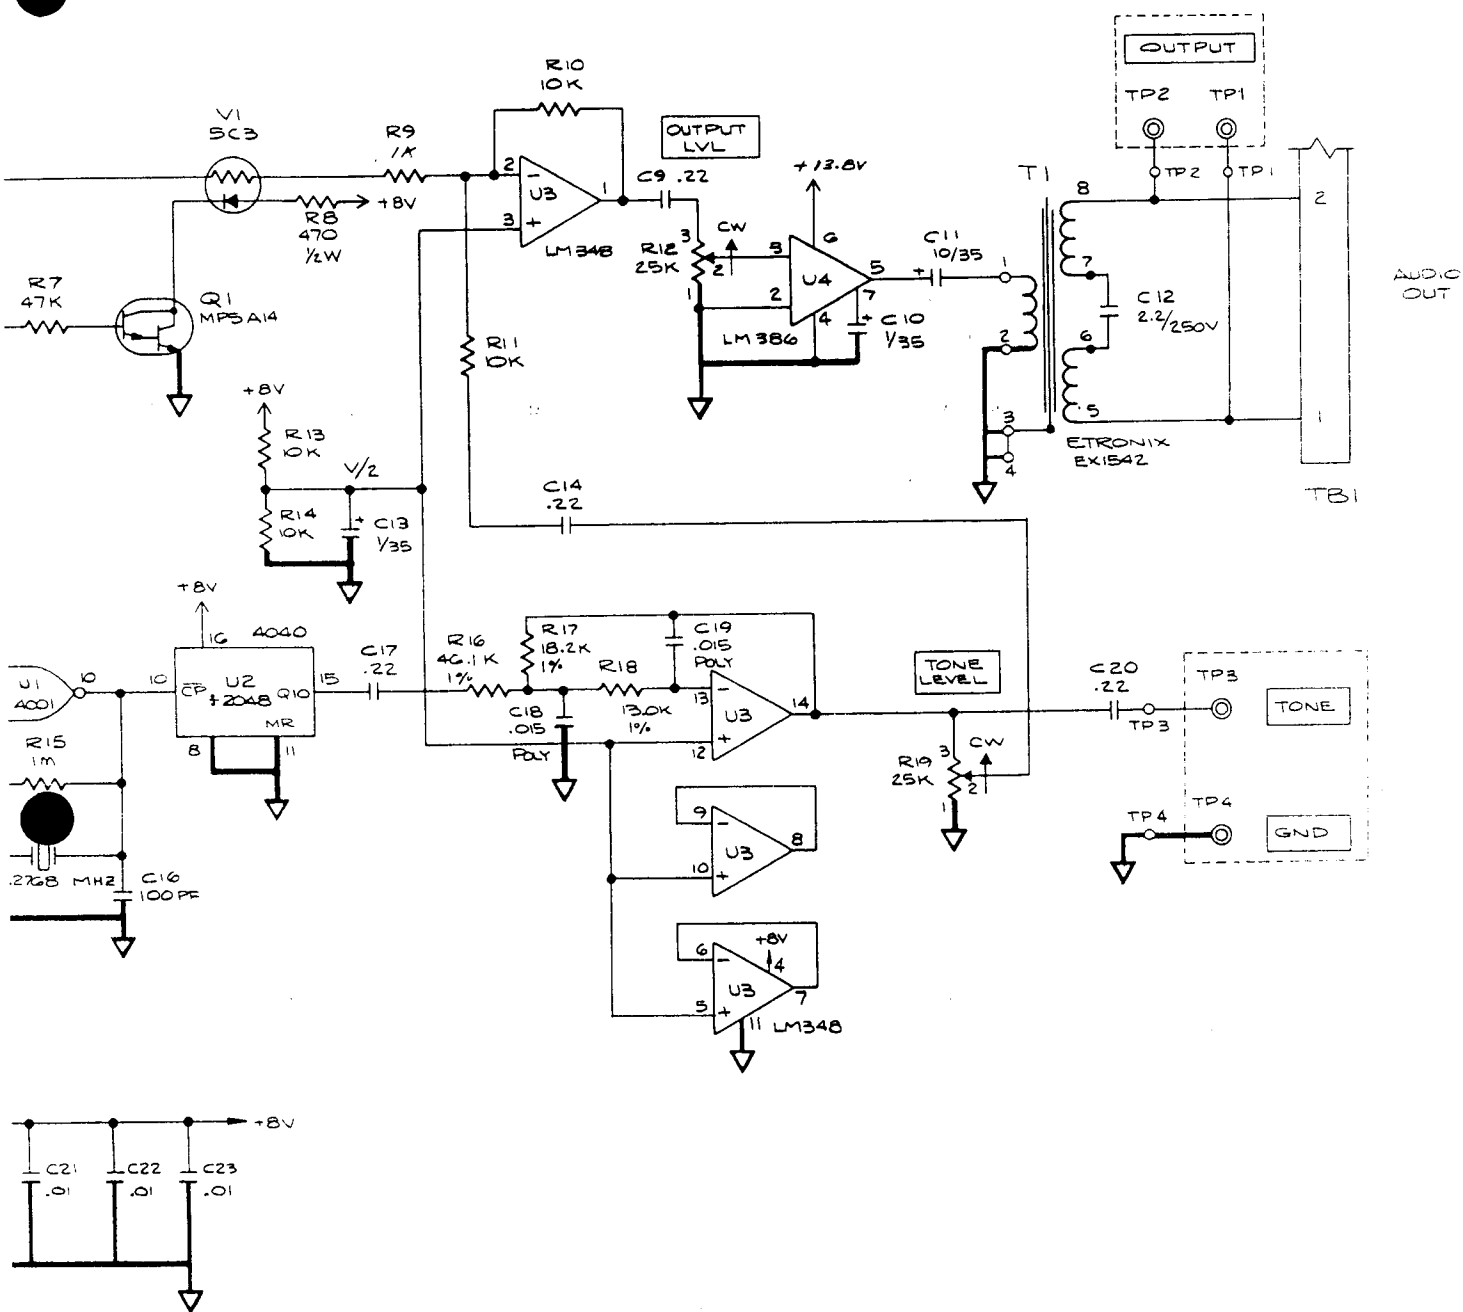 OUTPUT
TP2 TP1
TP2 TP1
R10
10K
V1
5C3
R9
1K
OUTPUT
LVL
2 -
U3
1
3 +
LM348
C9 .22
R8
470
½W
+8V
R7
47K
Q1
MPSA14
+13.8V
R12
25K
3
2
1
CW
3
2
U4
6
5
7
4
LM386
+ C10
1/35
C11
10/35
+
T1
1
2
3
4
8
7
6
5
C12
2.2/250V
ETRONIX
EX1542
2
1
TB1
AUDIO
OUT
R11
10K
+8V
R13
10K
V/2
R14
10K
+ C13
1/35
C14
.22
+8V
16
4040
10
CP
U2
÷2048
Q10
15
MR
8
11
U1
4001
10
R15
1M
.2768 MHZ
C16
100PF
C17
.22
R16
46.1K
1%
R17
18.2K
1%
R18
13.0K
1%
C18
.015
POLY
C19
.015
POLY
13 -
U3
14
12 +
TONE
LEVEL
R19
25K
3
2
1
CW
C20
.22
TP3
TP3
TONE
TP4
TP4
GND
9 -
U3
8
10 +
6 -
+8V
4
U3
7
5 +
11
LM348
+8V
C21
.01
C22
.01
C23
.01